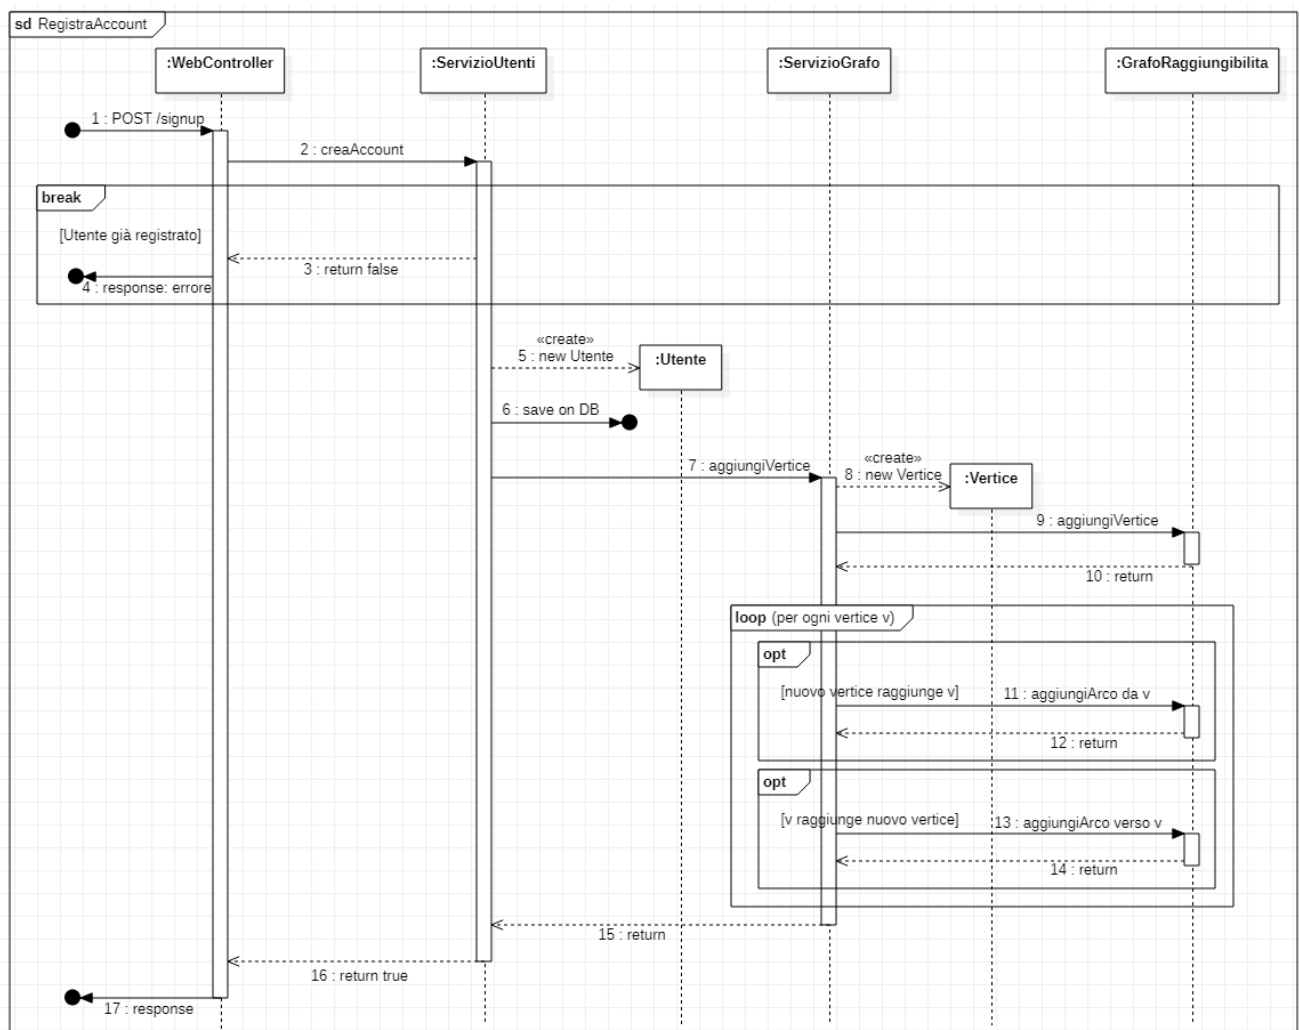 sd RegistraAccount
:WebController
:ServizioUtenti
:ServizioGrafo
:GrafoRaggiungibilita
1 : POST /signup
2 : creaAccount
break
[Utente già registrato]
3 : return false
4 : response: errore
«create»
5 : new Utente
:Utente
6 : save on DB
7 : aggiungiVertice
«create»
8 : new Vertice
:Vertice
9 : aggiungiVertice
10 : return
loop (per ogni vertice v)
opt
[nuovo vertice raggiunge v]
11 : aggiungiArco da v
12 : return
opt
[v raggiunge nuovo vertice]
13 : aggiungiArco verso v
14 : return
15 : return
16 : return true
17 : response